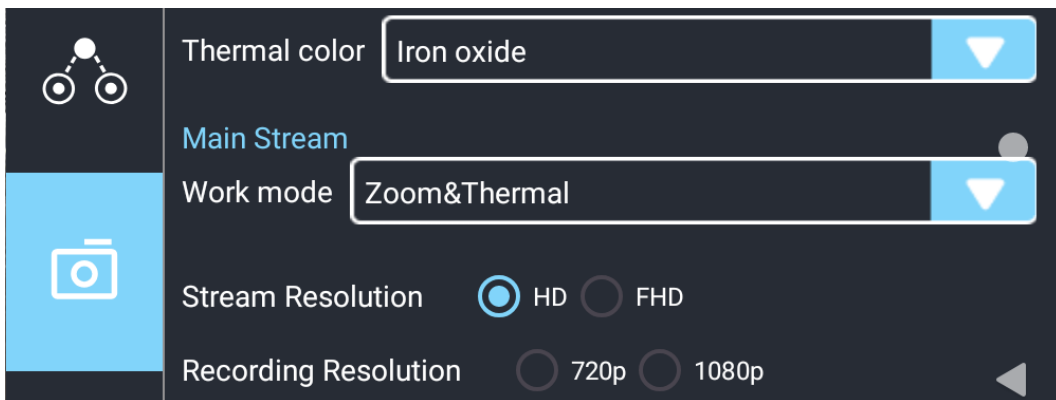 Thermal color Iron oxide
Main Stream
Work mode Zoom&Thermal
Stream Resolution HD FHD
Recording Resolution 720p 1080p